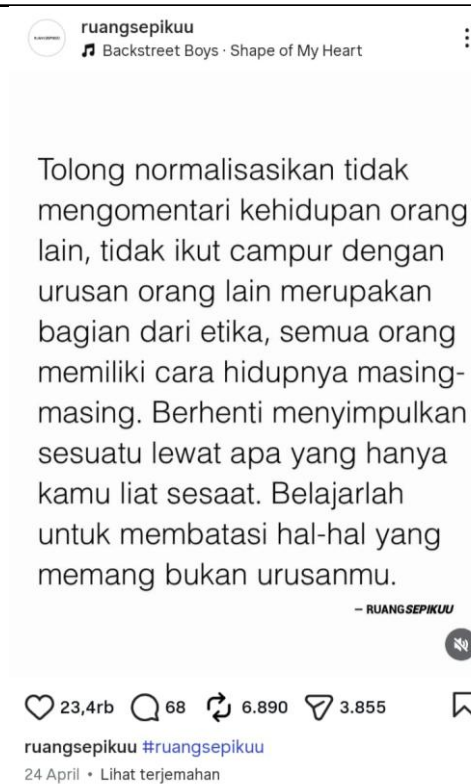 ruangsepikuu
Backstreet Boys · Shape of My Heart
Tolong normalisasikan tidak
mengomentari kehidupan orang
lain, tidak ikut campur dengan
urusan orang lain merupakan
bagian dari etika, semua orang
memiliki cara hidupnya masing-
masing. Berhenti menyimpulkan
sesuatu lewat apa yang hanya
kamu liat sesaat. Belajarlah
untuk membatasi hal-hal yang
memang bukan urusanmu.
– RUANGSEPIKUU
23,4rb 68 6.890 3.855
ruangsepikuu #ruangsepikuu
24 April • Lihat terjemahan